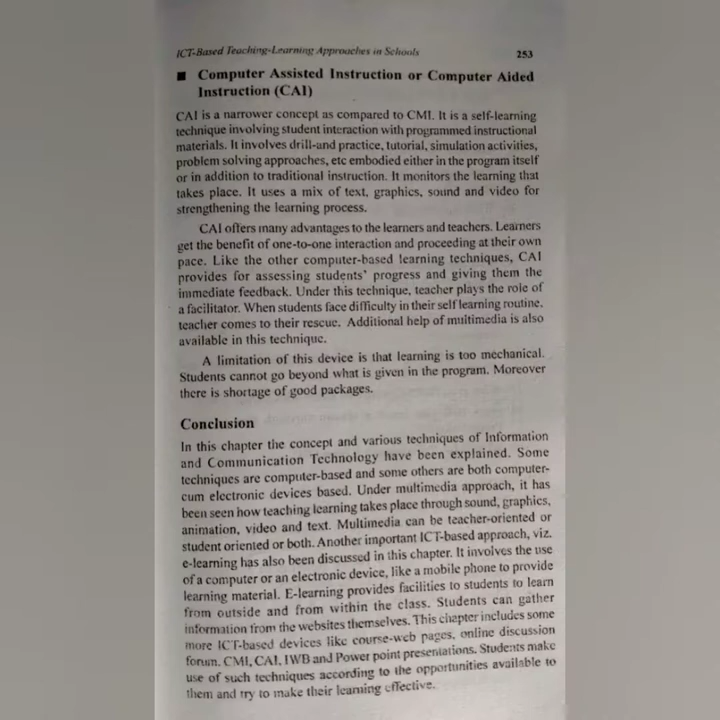 ICT-Based Teaching-Learning Approaches in Schools 253
■ Computer Assisted Instruction or Computer Aided
Instruction (CAI)
CAI is a narrower concept as compared to CMI. It is a self-learning
technique involving student interaction with programmed instructional
materials. It involves drill-and practice, tutorial, simulation activities,
problem solving approaches, etc embodied either in the program itself
or in addition to traditional instruction. It monitors the learning that
takes place. It uses a mix of text, graphics, sound and video for
strengthening the learning process.
CAI offers many advantages to the learners and teachers. Learners
get the benefit of one-to-one interaction and proceeding at their own
pace. Like the other computer-based learning techniques, CAI
provides for assessing students' progress and giving them the
immediate feedback. Under this technique, teacher plays the role of
a facilitator. When students face difficulty in their self learning routine,
teacher comes to their rescue. Additional help of multimedia is also
available in this technique.
A limitation of this device is that learning is too mechanical.
Students cannot go beyond what is given in the program. Moreover
there is shortage of good packages.
Conclusion
In this chapter the concept and various techniques of Information
and Communication Technology have been explained. Some
techniques are computer-based and some others are both computer-
cum electronic devices based. Under multimedia approach, it has
been seen how teaching learning takes place through sound, graphics,
animation, video and text. Multimedia can be teacher-oriented or
student oriented or both. Another important ICT-based approach, viz.
e-learning has also been discussed in this chapter. It involves the use
of a computer or an electronic device, like a mobile phone to provide
learning material. E-learning provides facilities to students to learn
from outside and from within the class. Students can gather
information from the websites themselves. This chapter includes some
more ICT-based devices like course-web pages, online discussion
forum, CMI, CAI, IWB and Power point presentations. Students make
use of such techniques according to the opportunities available to
them and try to make their learning effective.